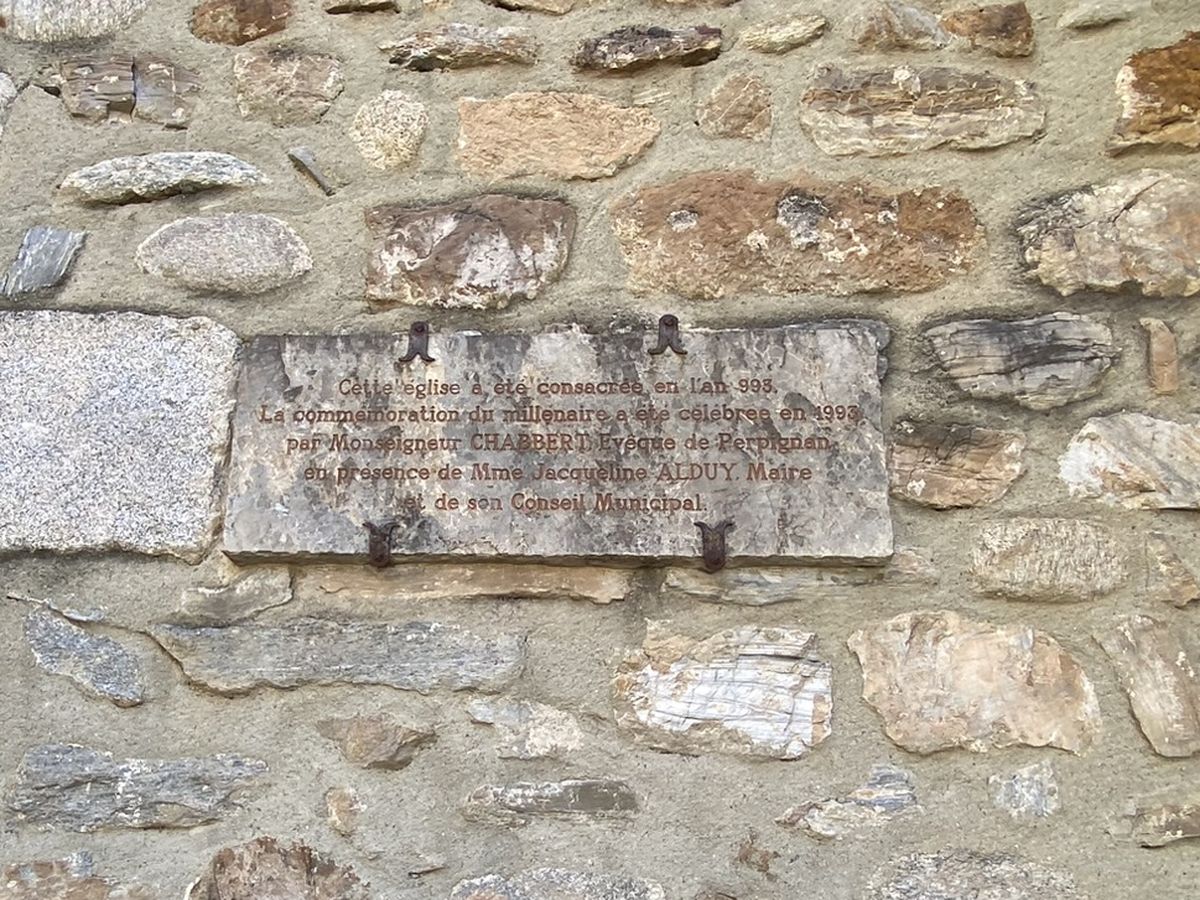 Cette église a été consacrée en l'an 993.
La commémoration du millénaire a été célébrée en 1993
par Monseigneur CHABBERT, Evêque de Perpignan,
en présence de Mme Jacqueline ALDUY, Maire
et de son Conseil Municipal.